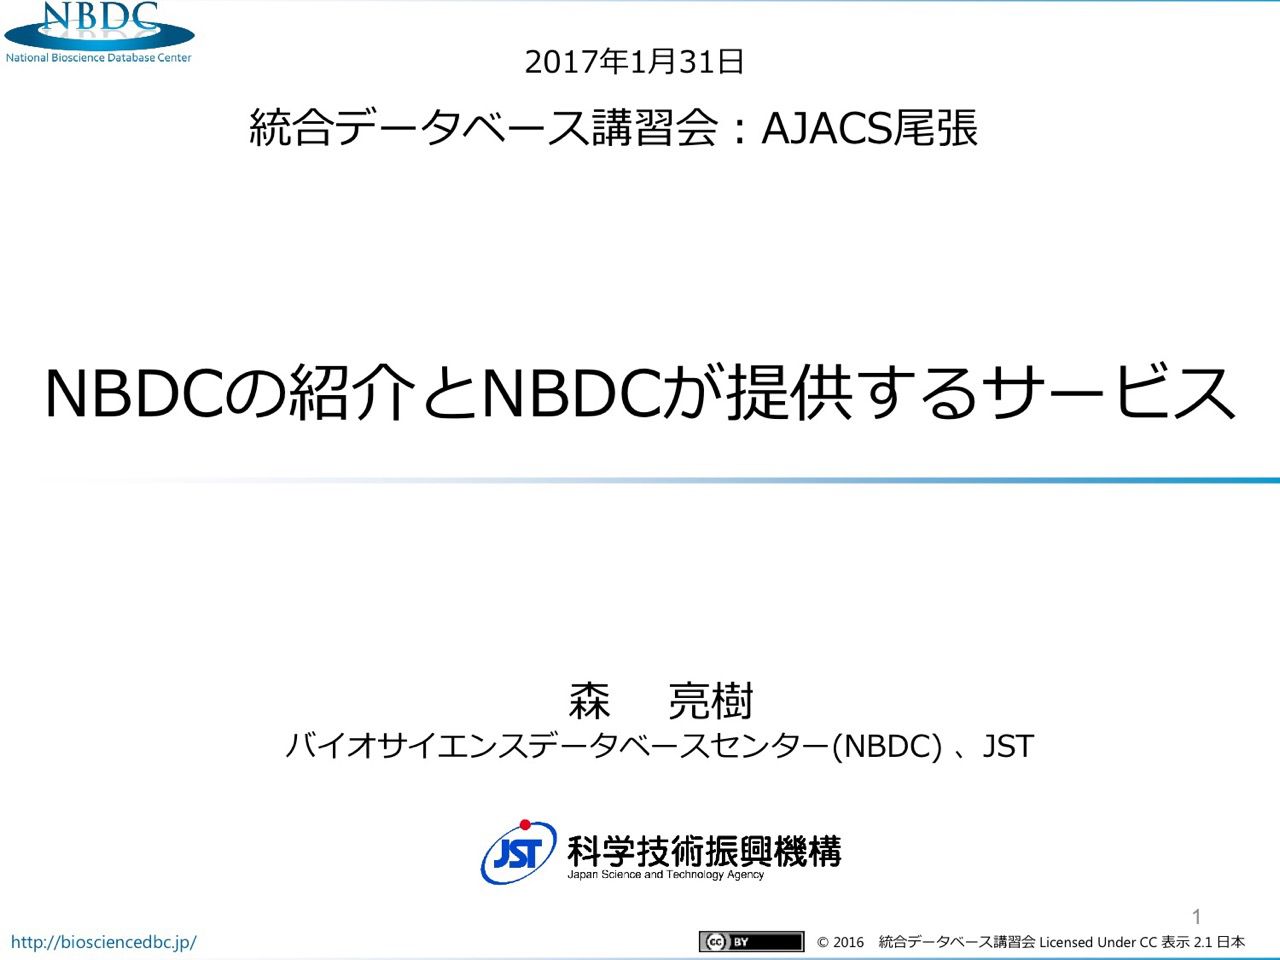 NBDC
National Bioscience Database Center
2017年1月31日
統合データベース講習会：AJACS尾張
NBDCの紹介とNBDCが提供するサービス
森　亮樹
バイオサイエンスデータベースセンター(NBDC) 、JST
JST 科学技術振興機構
Japan Science and Technology Agency
1
http://biosciencedbc.jp/
cc BY © 2016　統合データベース講習会 Licensed Under CC 表示 2.1 日本